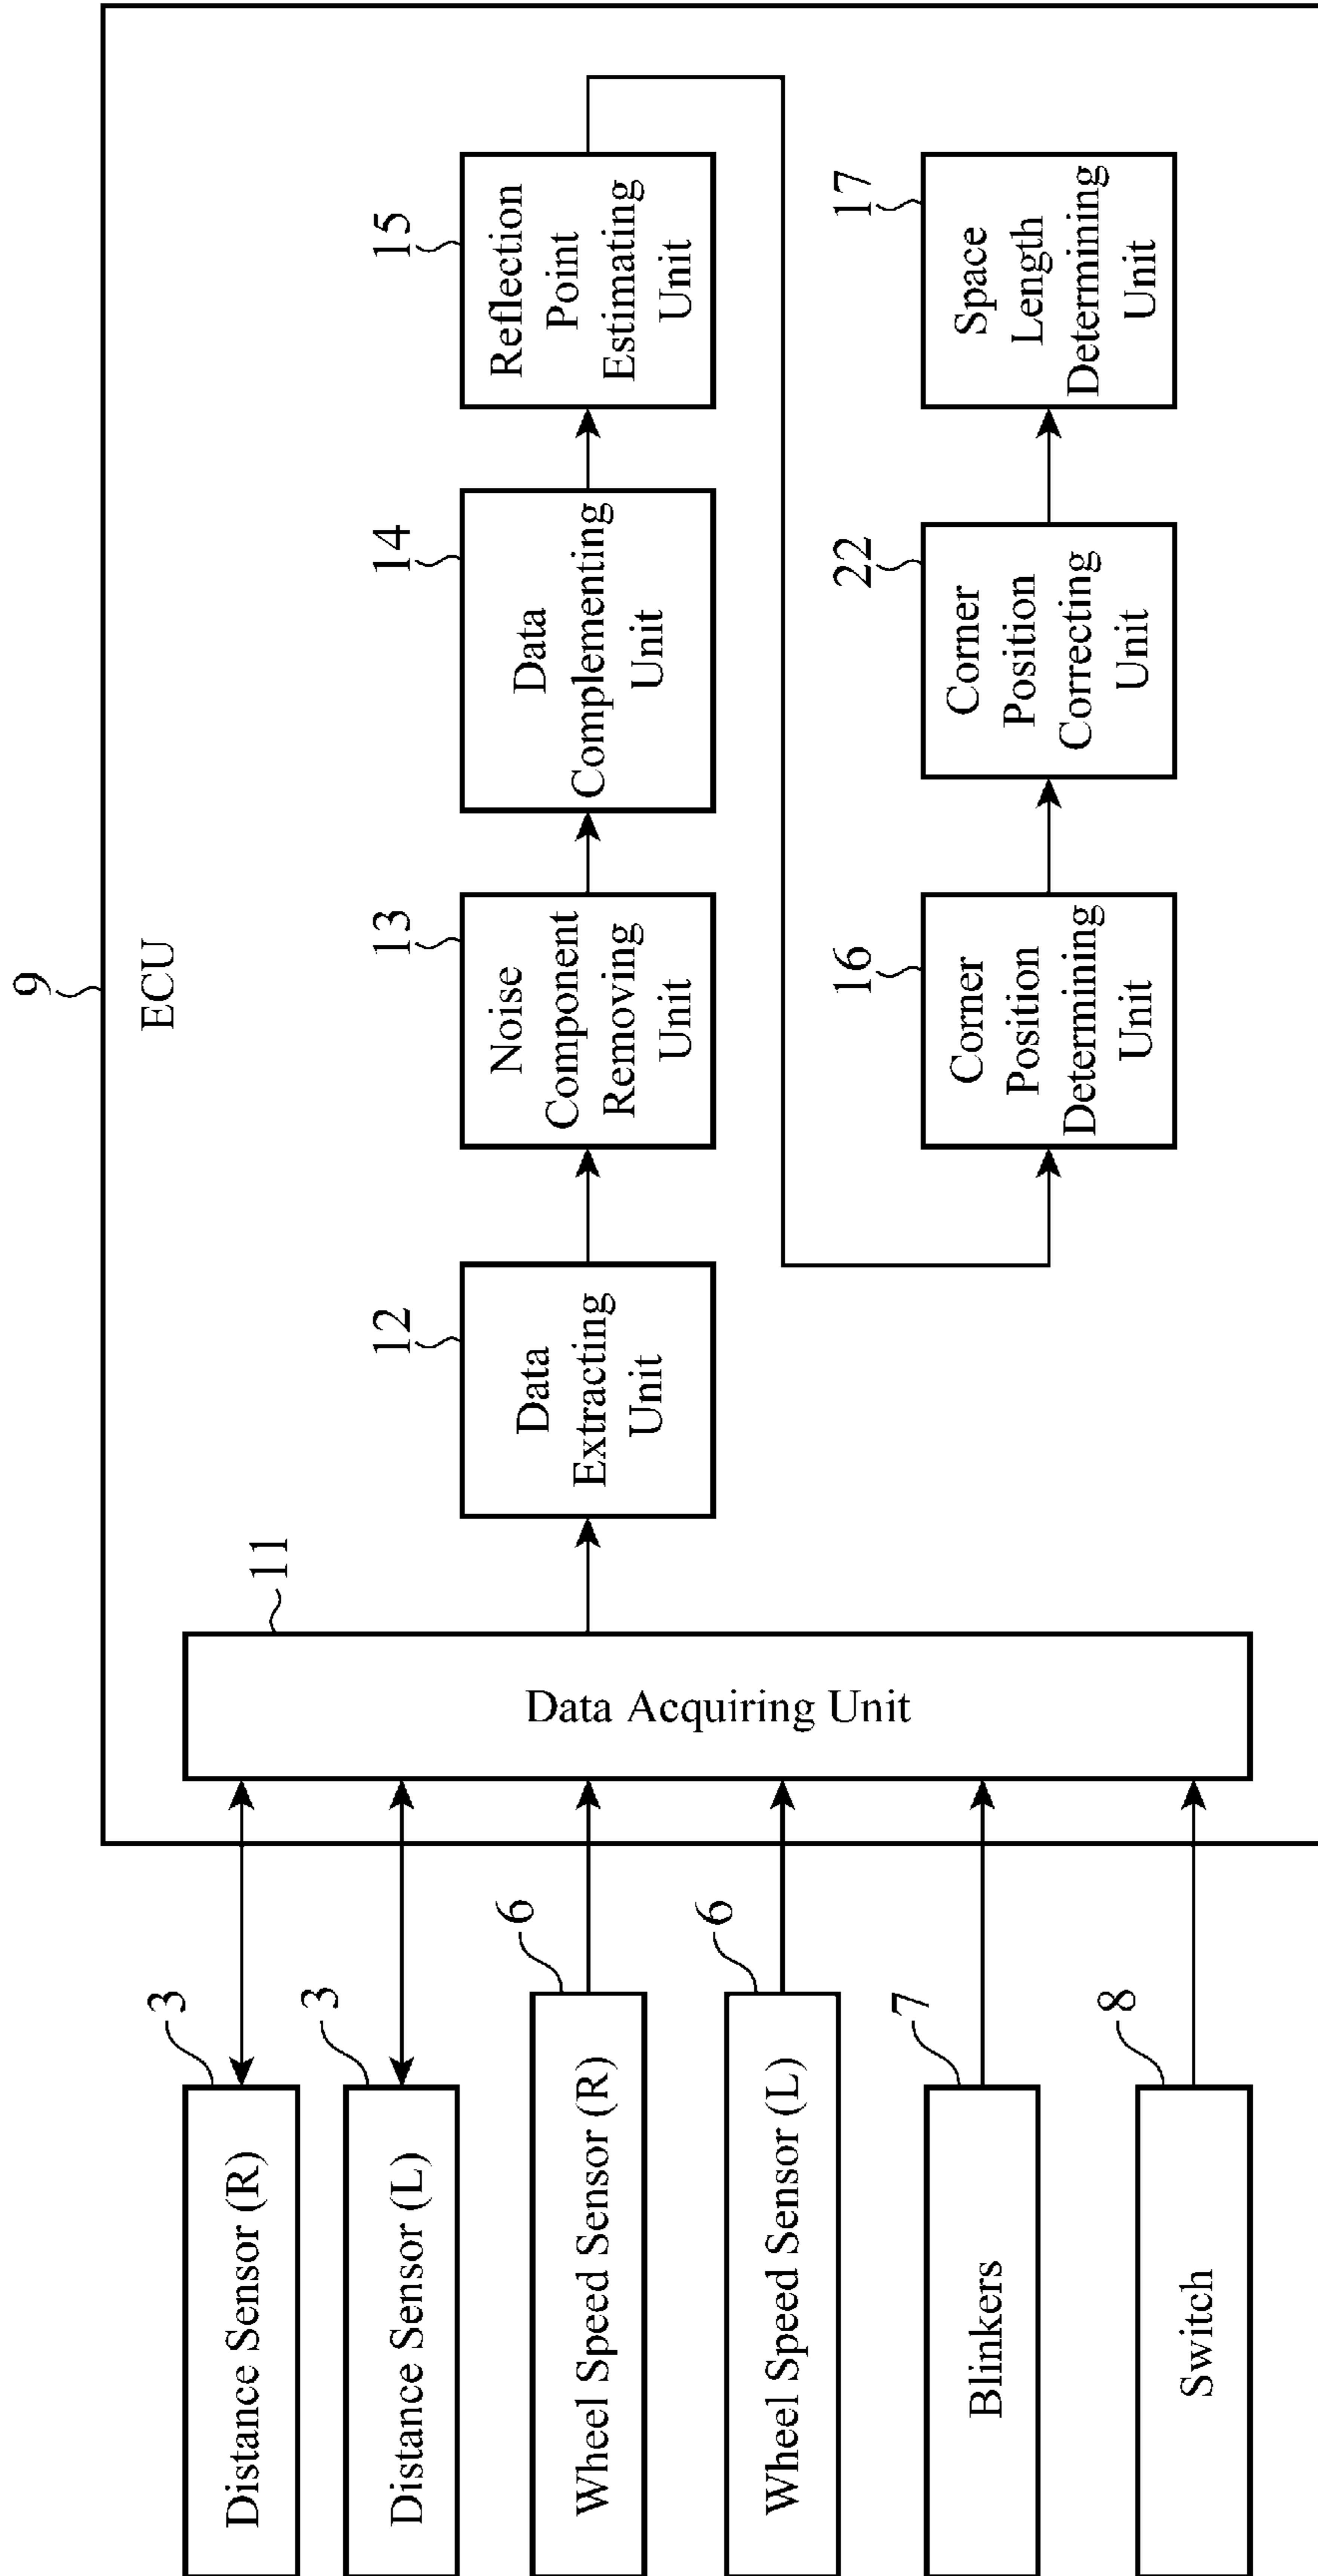 9
ECU
3
Distance Sensor (R)
3
Distance Sensor (L)
6
Wheel Speed Sensor (R)
6
Wheel Speed Sensor (L)
7
Blinkers
8
Switch
11
Data Acquiring Unit
12
Data
Extracting
Unit
13
Noise
Component
Removing
Unit
14
Data
Complementing
Unit
15
Reflection
Point
Estimating
Unit
16
Corner
Position
Determining
Unit
22
Corner
Position
Correcting
Unit
17
Space
Length
Determining
Unit